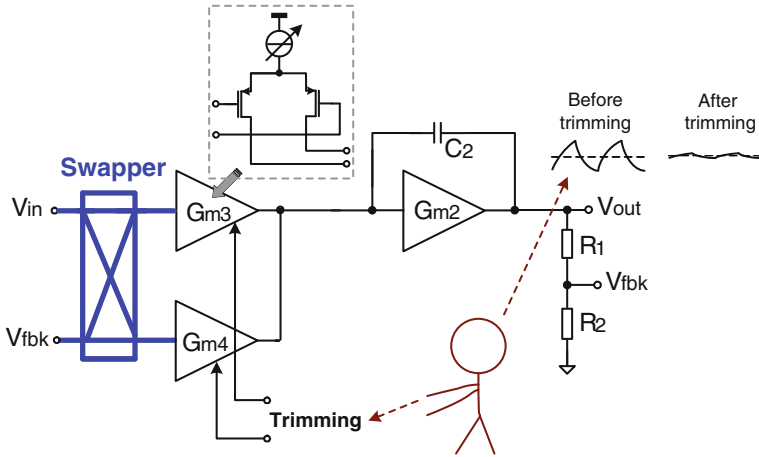 Before
trimming
After
trimming
C2
Swapper
Vin
Gm3
Gm2
Vout
R1
Vfbk
Vfbk
Gm4
R2
Trimming